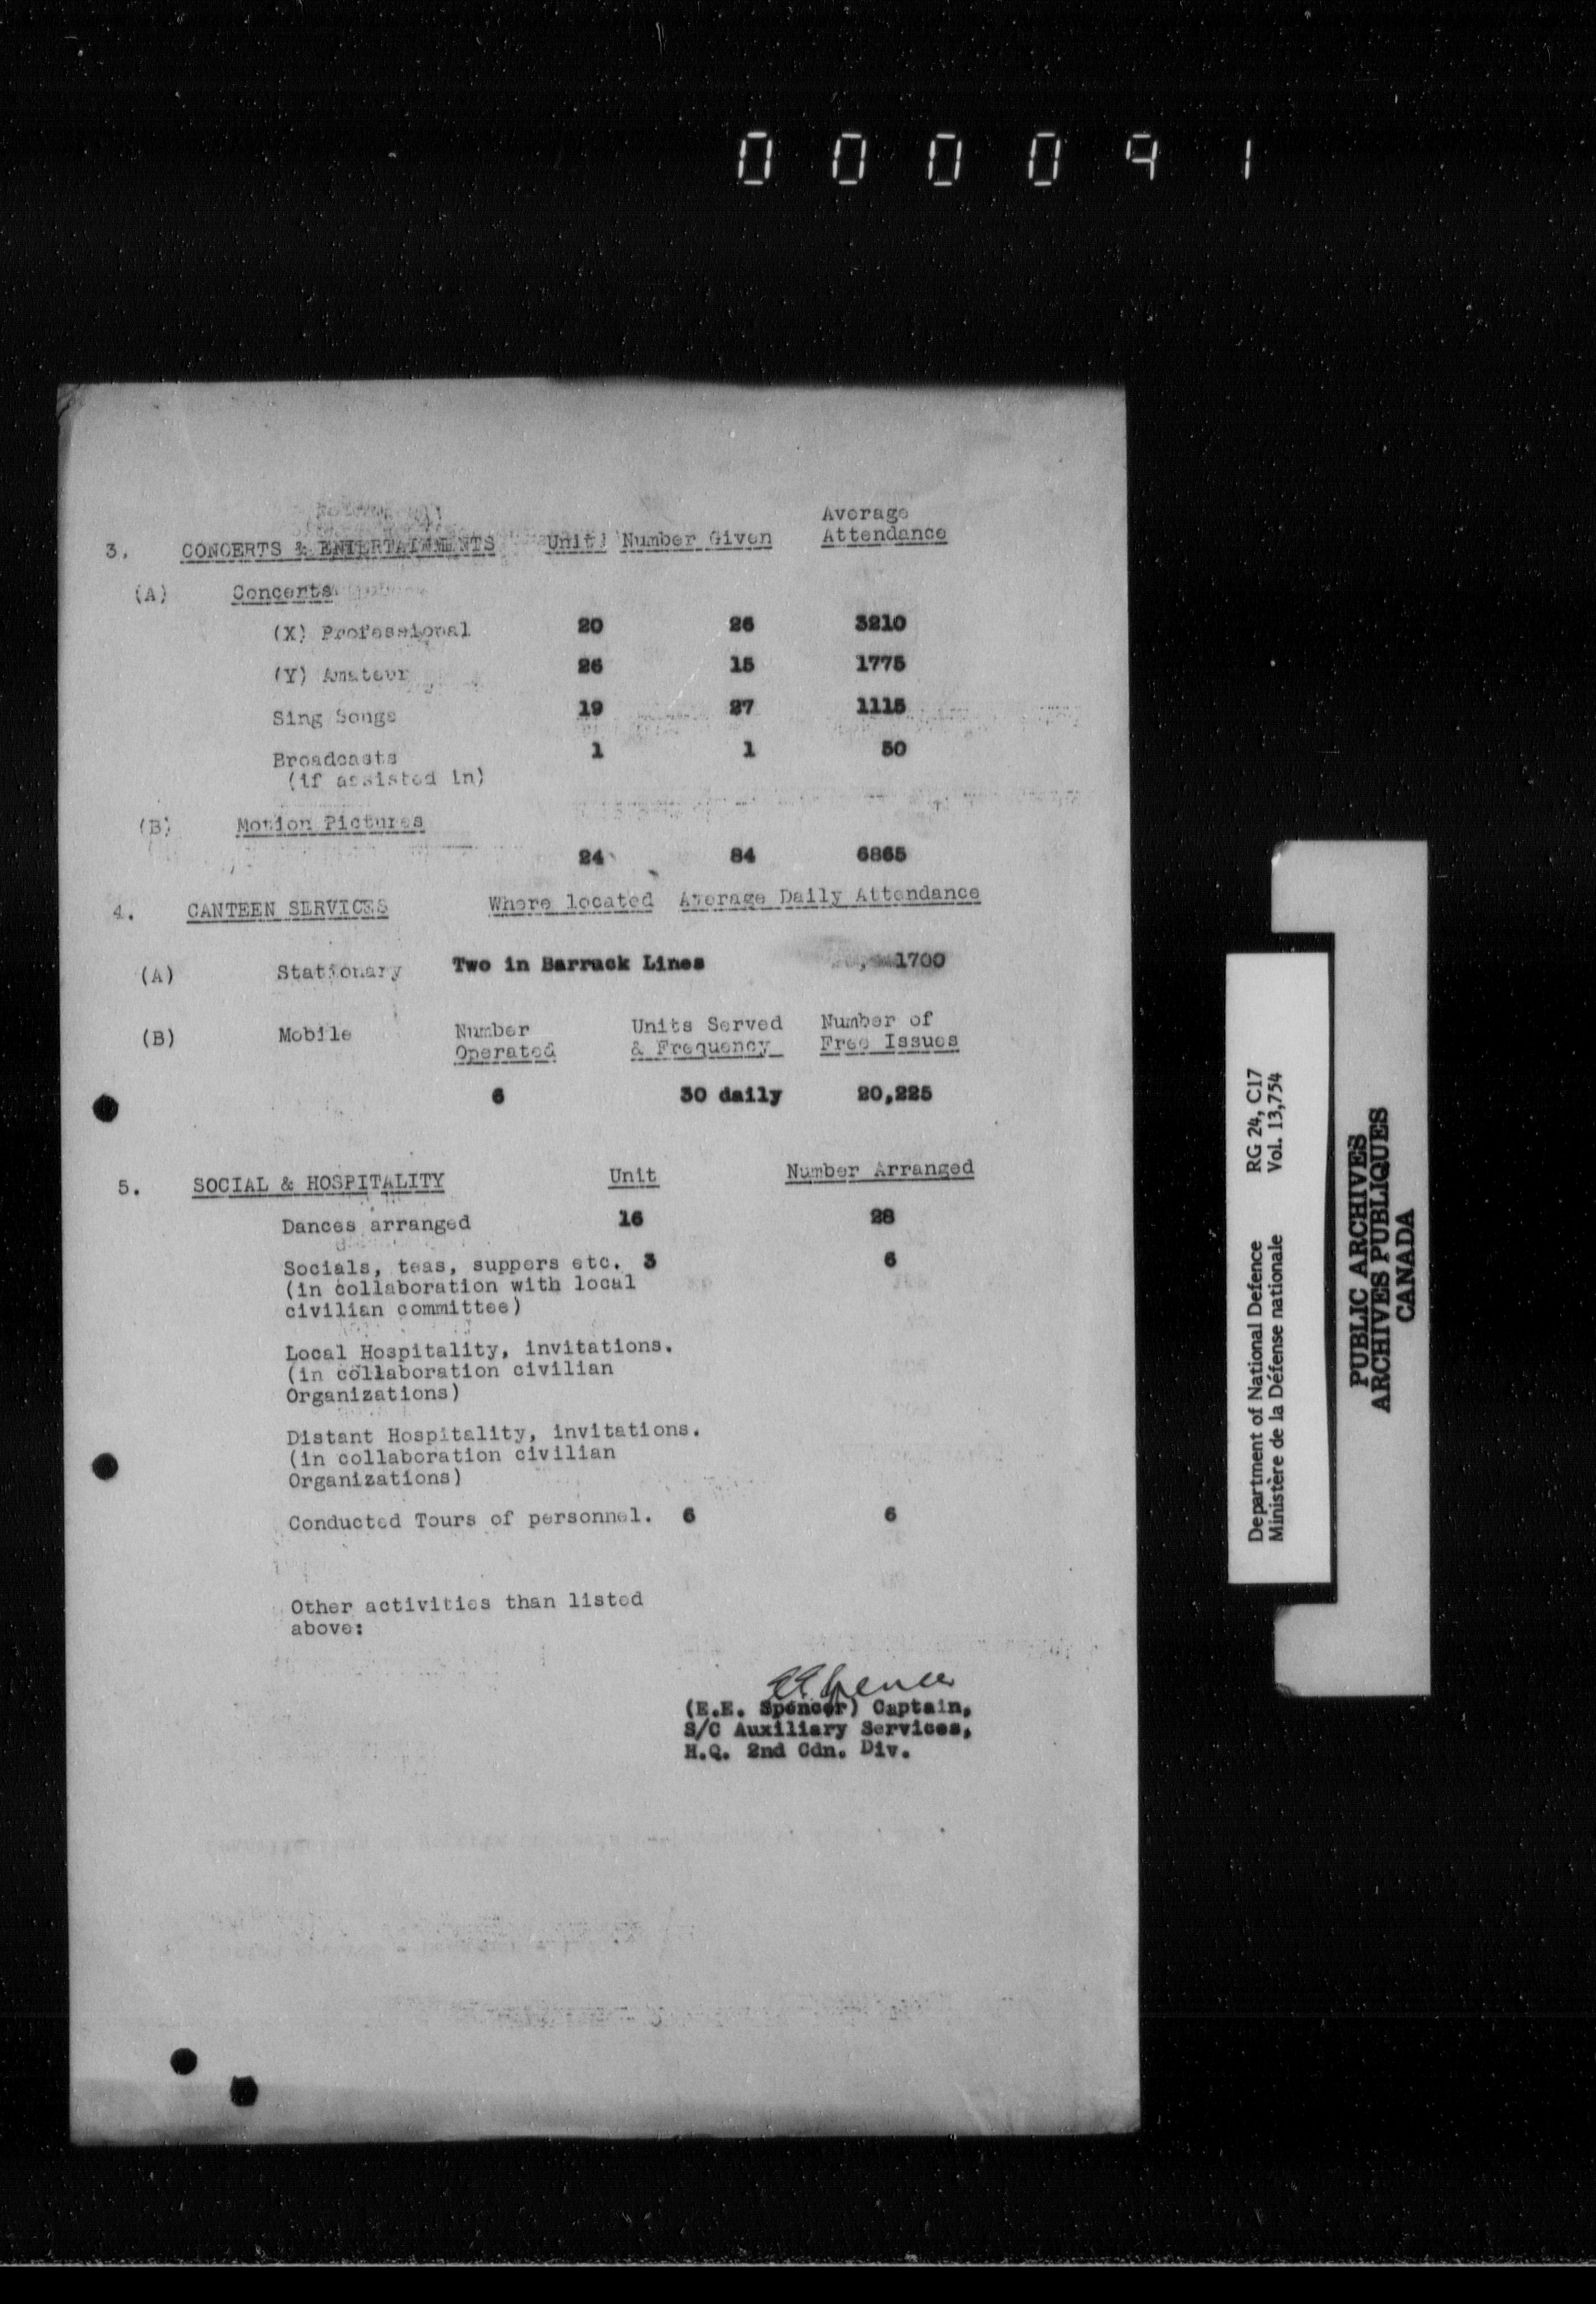 000091
Average
3. CONCERTS & ENTERTAINMENTS Unit Number Given Attendance
(A) Concerts
(X) Professional 20 26 3210
(Y) Amateur 26 15 1775
Sing Songs 19 27 1115
Broadcasts 1 1 50
(if assisted in)
(B) Motion Pictures
24 84 6865
4. CANTEEN SERVICES Where located Average Daily Attendance
(A) Stationary Two in Barrack Lines 1700
(B) Mobile Number Units Served Number of
Operated & Frequency Free Issues
6 30 daily 20,225
5. SOCIAL & HOSPITALITY Unit Number Arranged
Dances arranged 16 28
Socials, teas, suppers etc. 3 6
(in collaboration with local
civilian committee)
Local Hospitality, invitations.
(in collaboration civilian
Organizations)
Distant Hospitality, invitations.
(in collaboration civilian
Organizations)
Conducted Tours of personnel. 6 6
Other activities than listed
above:
EESpencer
(E.E. Spencer) Captain,
S/C Auxiliary Services,
H.Q. 2nd Cdn. Div.
Department of National Defence RG 24, C17
Ministère de la Défense nationale Vol. 13,754
PUBLIC ARCHIVES
ARCHIVES PUBLIQUES
CANADA